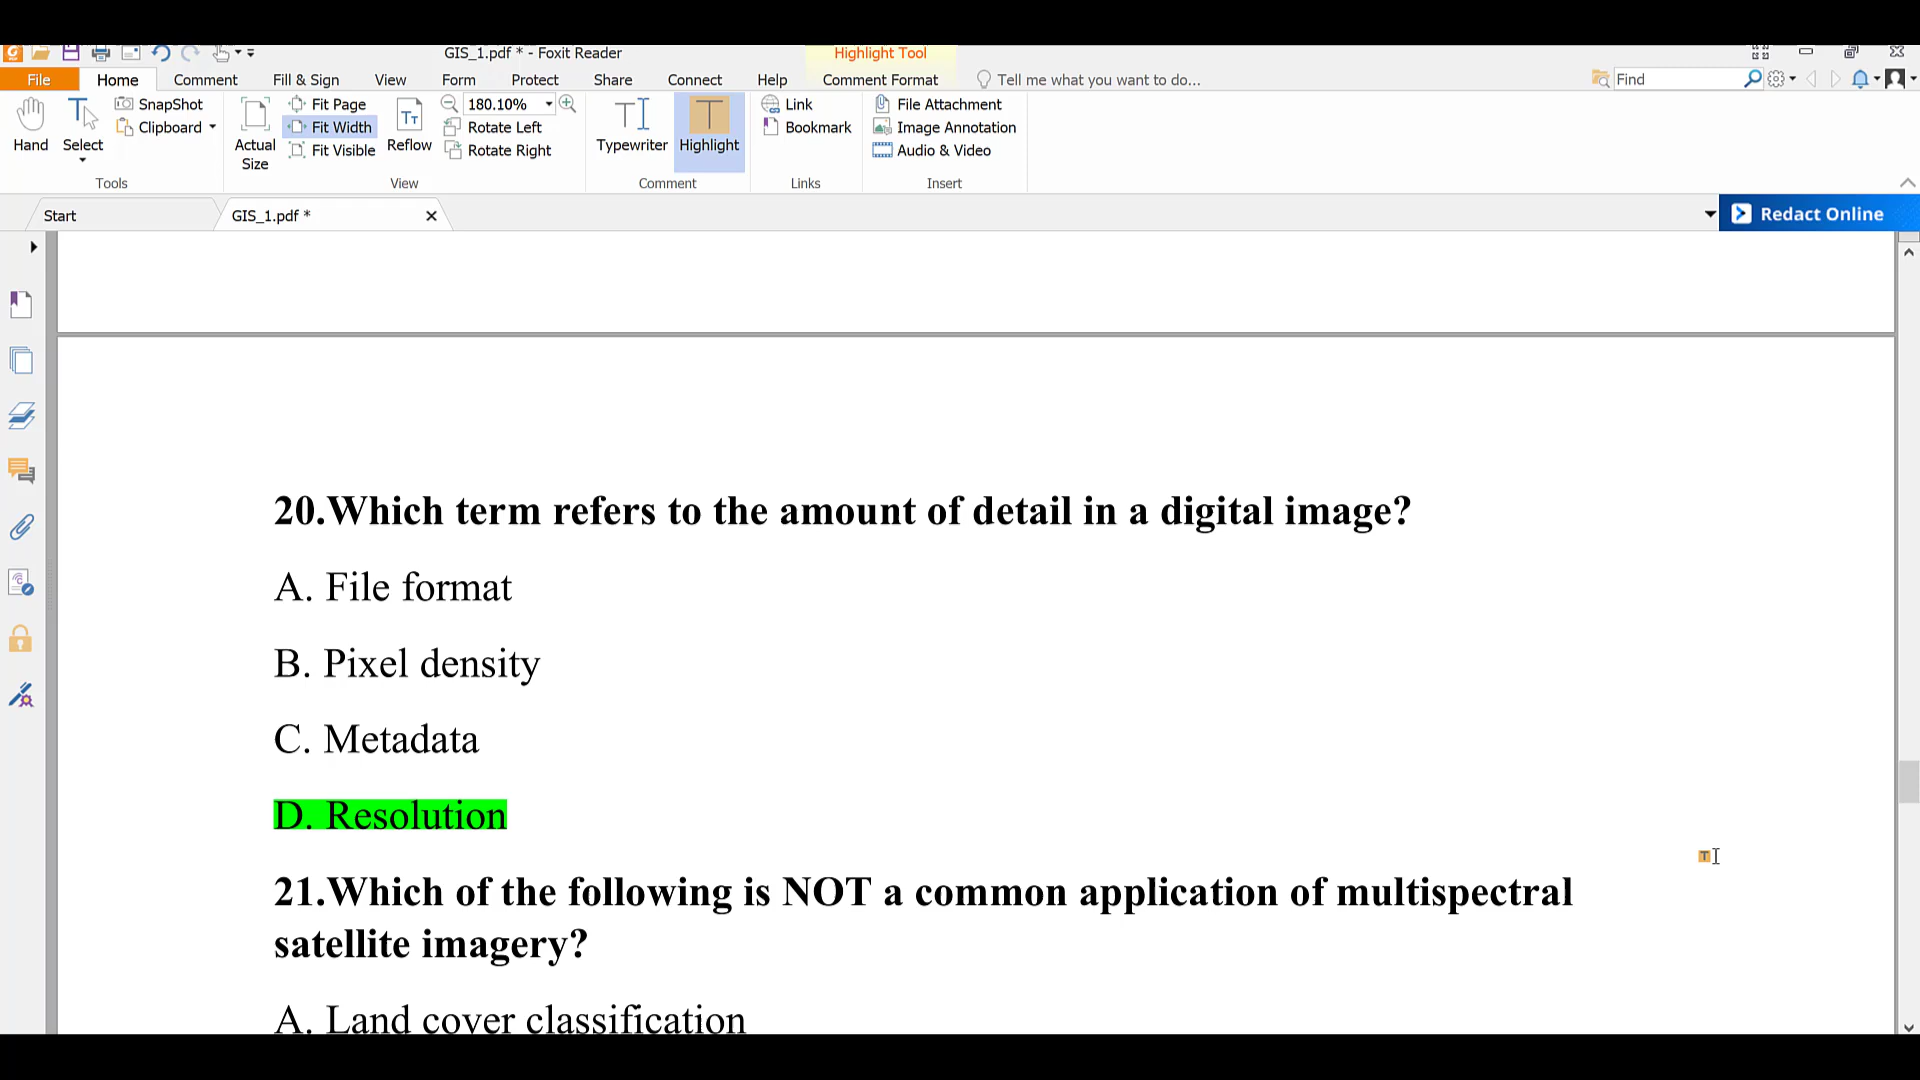 GIS_1.pdf * - Foxit Reader
Highlight Tool
File Home Comment Fill & Sign View Form Protect Share Connect Help Comment Format Tell me what you want to do... Find
Hand
Select
SnapShot
Clipboard
Tools
Actual Size
Fit Page
Fit Width
Fit Visible
Reflow
180.10%
Rotate Left
Rotate Right
View
Typewriter
Highlight
Comment
Link
Bookmark
Links
File Attachment
Image Annotation
Audio & Video
Insert
Start
GIS_1.pdf *
Redact Online
20.Which term refers to the amount of detail in a digital image?
A. File format
B. Pixel density
C. Metadata
D. Resolution
21.Which of the following is NOT a common application of multispectral
satellite imagery?
A. Land cover classification